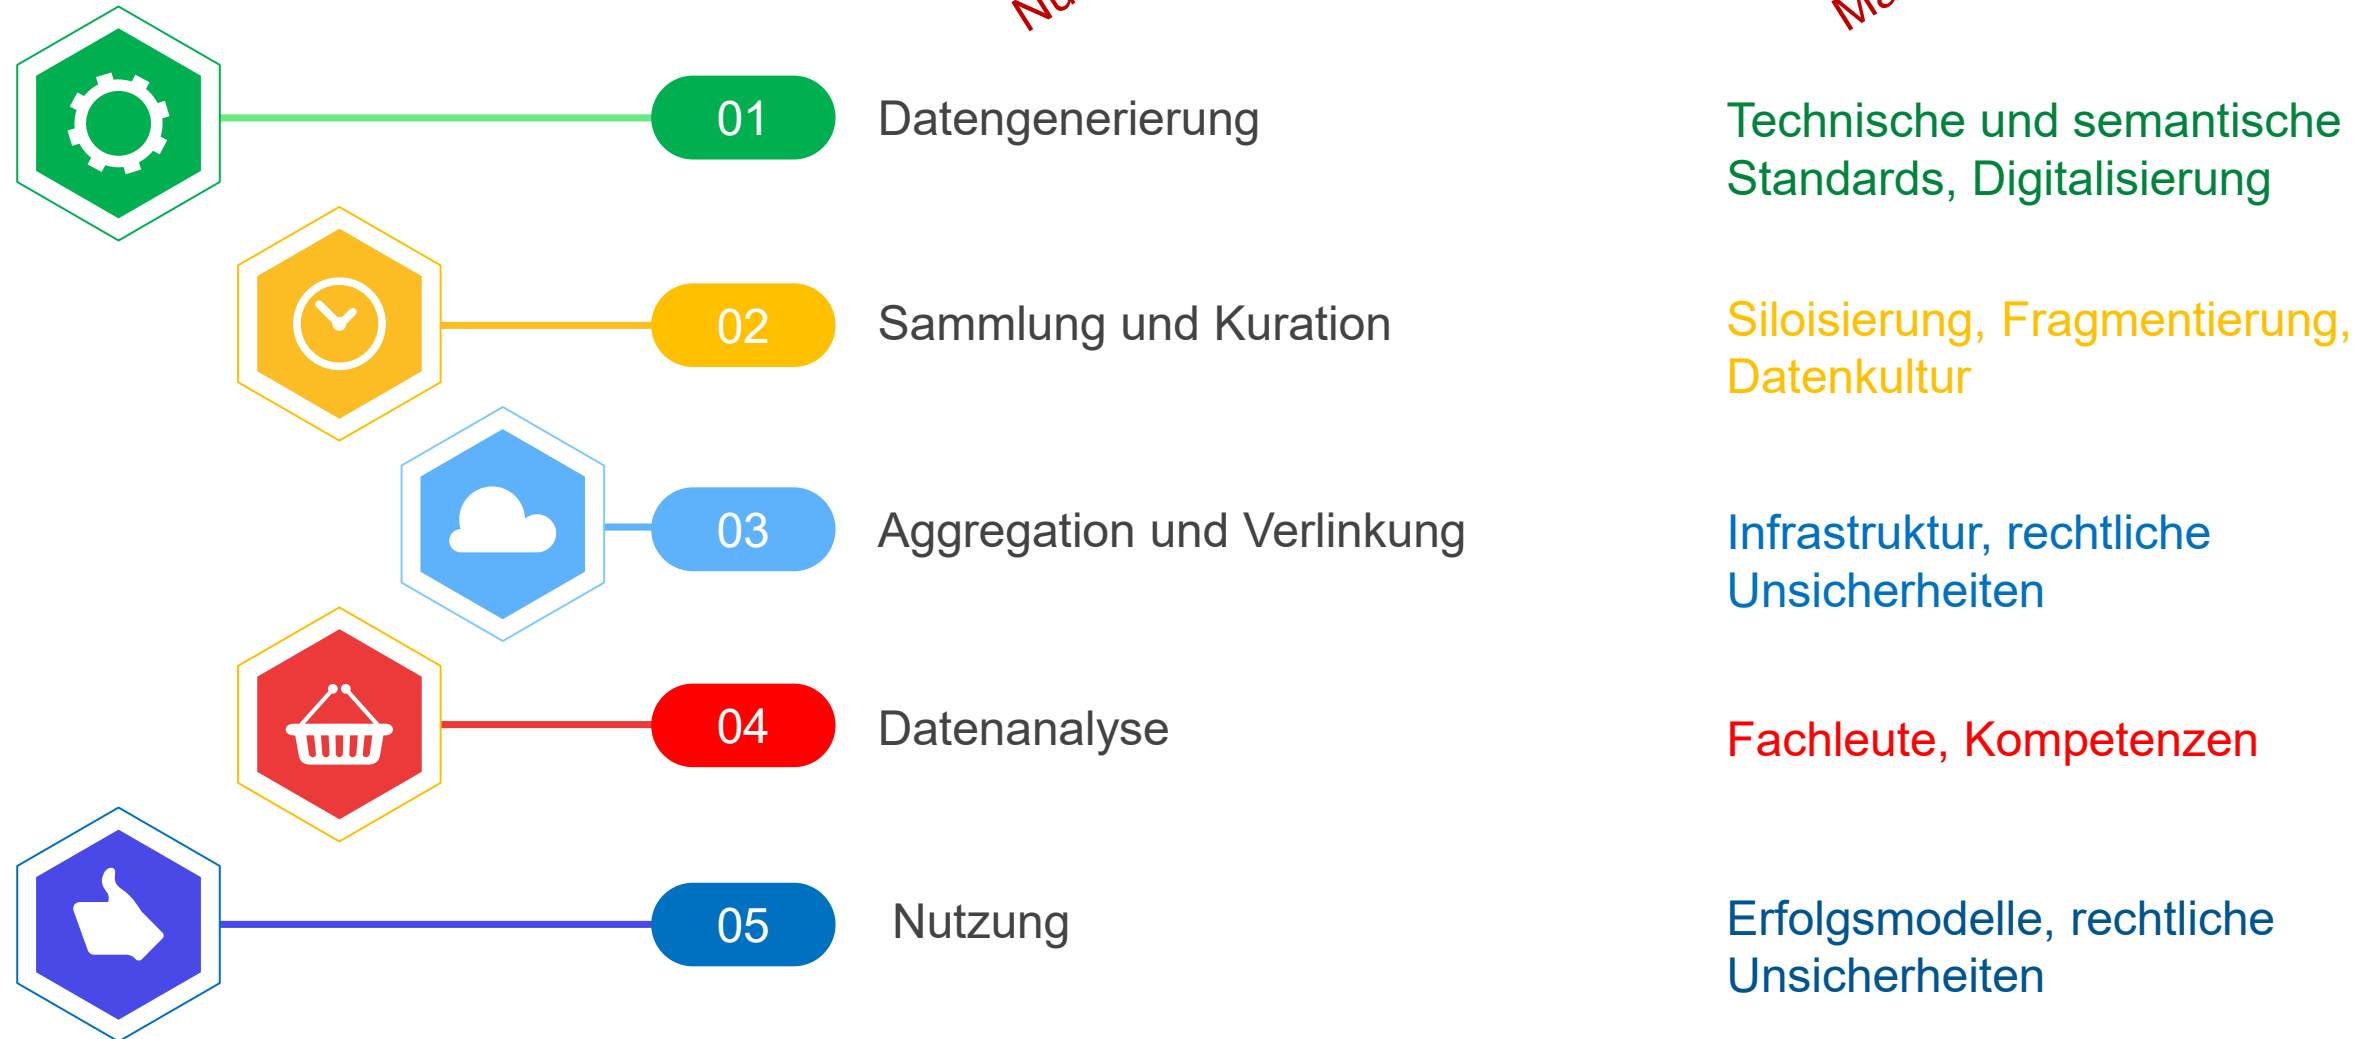 01
Datengenerierung
Technische und semantische
Standards, Digitalisierung
02
Sammlung und Kuration
Siloisierung, Fragmentierung,
Datenkultur
03
Aggregation und Verlinkung
Infrastruktur, rechtliche
Unsicherheiten
04
Datenanalyse
Fachleute, Kompetenzen
05
Nutzung
Erfolgsmodelle, rechtliche
Unsicherheiten